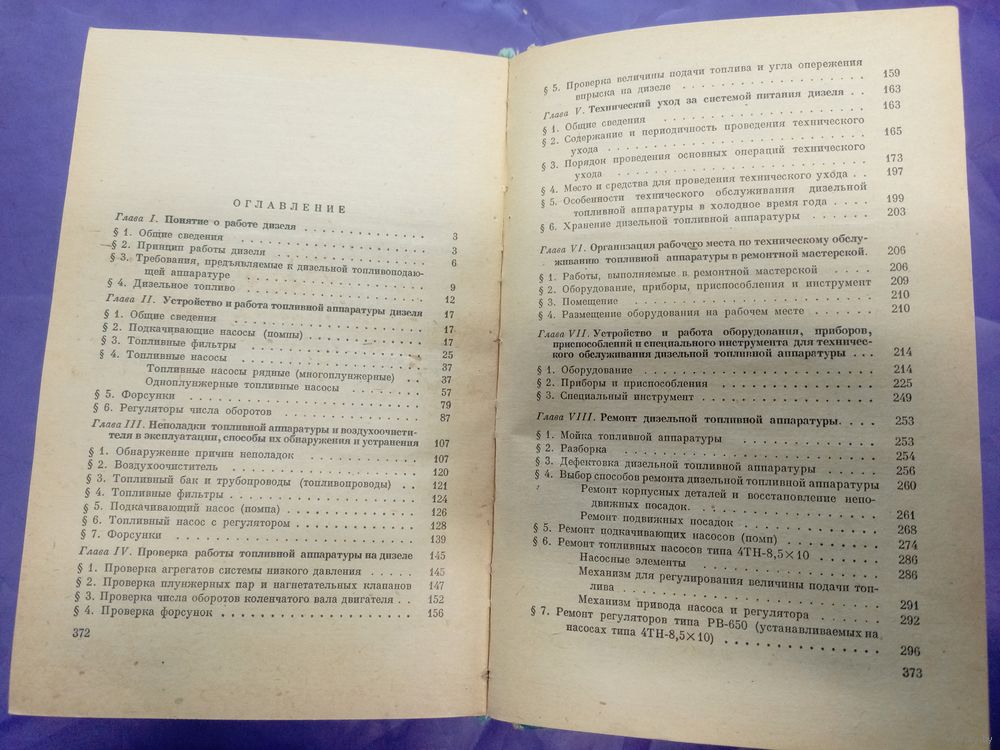 ОГЛАВЛЕНИЕ
Глава I. Понятие о работе дизеля . . . . . . . . . . 3
§ 1. Общие сведения . . . . . . . . . . 3
§ 2. Принцип работы дизеля . . . . . . . . . . 6
§ 3. Требования, предъявляемые к дизельной топливоподаю-
щей аппаратуре . . . . . . . . . . 9
§ 4. Дизельное топливо . . . . . . . . . . 12
Глава II. Устройство и работа топливной аппаратуры дизеля 17
§ 1. Общие сведения . . . . . . . . . . 17
§ 2. Подкачивающие насосы (помпы) . . . . . . . . . . 17
§ 3. Топливные фильтры . . . . . . . . . . 25
§ 4. Топливные насосы . . . . . . . . . . 37
Топливные насосы рядные (многоплунжерные) . . 37
Одноплунжерные топливные насосы . . . . . . 57
§ 5. Форсунки . . . . . . . . . . 79
§ 6. Регуляторы числа оборотов . . . . . . . . . . 87
Глава III. Неполадки топливной аппаратуры и воздухоочисти-
теля в эксплуатации, способы их обнаружения и устранения 107
§ 1. Обнаружение причин неполадок . . . . . . . . . . 107
§ 2. Воздухоочиститель . . . . . . . . . . 120
§ 3. Топливный бак и трубопроводы (топливопроводы) . . 121
§ 4. Топливные фильтры . . . . . . . . . . 124
§ 5. Подкачивающий насос (помпа) . . . . . . . . . . 126
§ 6. Топливный насос с регулятором . . . . . . . . . . 128
§ 7. Форсунки . . . . . . . . . . 139
Глава IV. Проверка работы топливной аппаратуры на дизеле 145
§ 1. Проверка агрегатов системы низкого давления . . . . 145
§ 2. Проверка плунжерных пар и нагнетательных клапанов 147
§ 3. Проверка числа оборотов коленчатого вала двигателя . . 152
§ 4. Проверка форсунок . . . . . . . . . . 156
372
§ 5. Проверка величины подачи топлива и угла опережения
впрыска на дизеле . . . . . . . . . . 159
Глава V. Технический уход за системой питания дизеля . . 163
§ 1. Общие сведения . . . . . . . . . . 163
§ 2. Содержание и периодичность проведения технического
ухода . . . . . . . . . . 165
§ 3. Порядон проведения основных операций технического
ухода . . . . . . . . . . 173
§ 4. Место и средства для проведения технического ухода . . 197
§ 5. Особенности технического обслуживания дизельной
топливной аппаратуры в холодное время года . . . . 199
§ 6. Хранение дизельной топливной аппаратуры . . . . . . 203
Глава VI. Организация рабочего места по техническому обслу-
живанию топливной аппаратуры в ремонтной мастерской. 206
§ 1. Работы, выполняемые в ремонтной мастерской . . . . 206
§ 2. Оборудование, приборы, приспособления и инструмент 209
§ 3. Помещение . . . . . . . . . . 210
§ 4. Размещение оборудования на рабочем месте . . . . . . 210
Глава VII. Устройство и работа оборудования, приборов,
приспособлений и специального инструмента для техничес-
кого обслуживания дизельной топливной аппаратуры . . . 214
§ 1. Оборудование . . . . . . . . . . 214
§ 2. Приборы и приспособления . . . . . . . . . . 225
§ 3. Специальный инструмент . . . . . . . . . . 249
Глава VIII. Ремонт дизельной топливной аппаратуры. . . . 253
§ 1. Мойка топливной аппаратуры . . . . . . . . . . 253
§ 2. Разборка . . . . . . . . . . 254
§ 3. Дефектовка дизельной топливной аппаратуры . . . . . 256
§ 4. Выбор способов ремонта дизельной топливной аппаратуры 260
Ремонт корпусных деталей и восстановление непо-
движных посадок. . . . . . . . . . 261
Ремонт подвижных посадок . . . . . . . . . . 268
§ 5. Ремонт подкачивающих насосов (помп) . . . . . . . . 274
§ 6. Ремонт топливных насосов типа 4ТН-8,5×10 . . . . . 286
Насосные элементы . . . . . . . . . . 286
Механизм для регулирования величины подачи топ-
лива . . . . . . . . . . 291
Механизм привода насоса и регулятора . . . . . . 292
§ 7. Ремонт регуляторов типа РВ-650 (устанавливаемых на
насосах типа 4ТН-8,5×10) . . . . . . . . . . 296
373